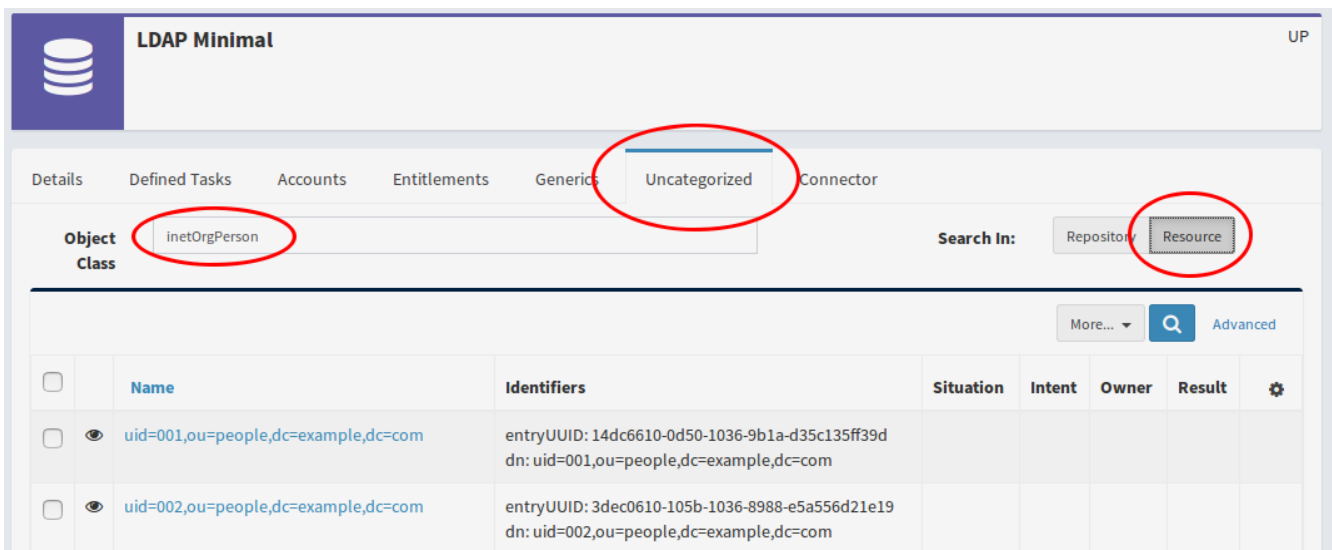 LDAP Minimal
UP
Details Defined Tasks Accounts Entitlements Generics Uncategorized Connector
Object Class inetOrgPerson Search In: Repository Resource
More... Advanced
Name Identifiers Situation Intent Owner Result
uid=001,ou=people,dc=example,dc=com entryUUID: 14dc6610-0d50-1036-9b1a-d35c135ff39d
dn: uid=001,ou=people,dc=example,dc=com
uid=002,ou=people,dc=example,dc=com entryUUID: 3dec0610-105b-1036-8988-e5a556d21e19
dn: uid=002,ou=people,dc=example,dc=com